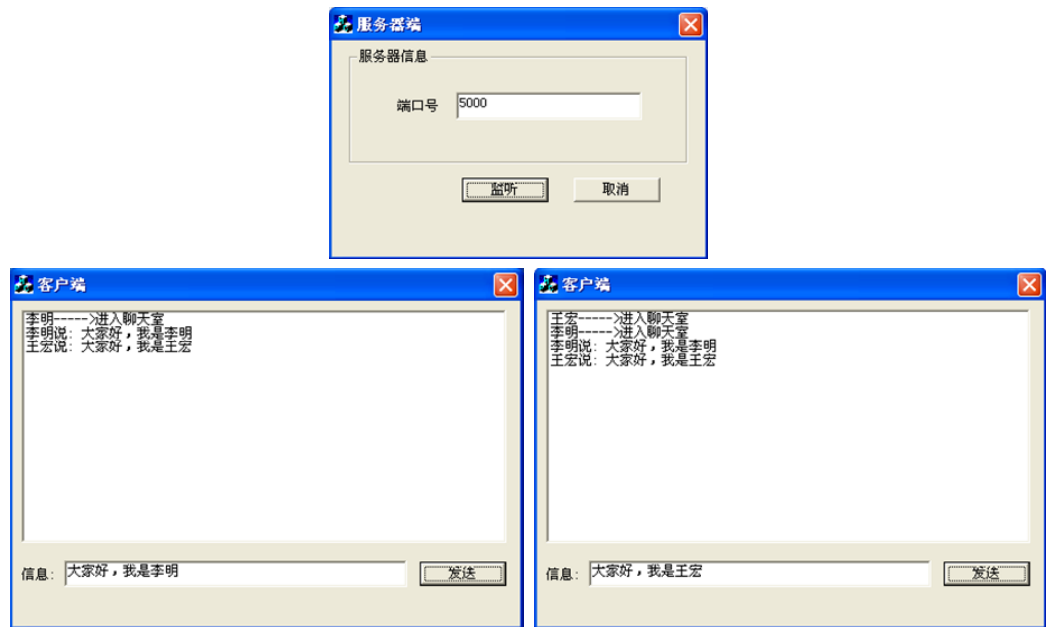 服务器端
服务器信息
端口号 5000
监听 取消
客户端
李明----->进入聊天室
李明说: 大家好，我是李明
王宏说: 大家好，我是王宏
信息: 大家好，我是李明 发送
客户端
王宏----->进入聊天室
李明----->进入聊天室
李明说: 大家好，我是李明
王宏说: 大家好，我是王宏
信息: 大家好，我是王宏 发送